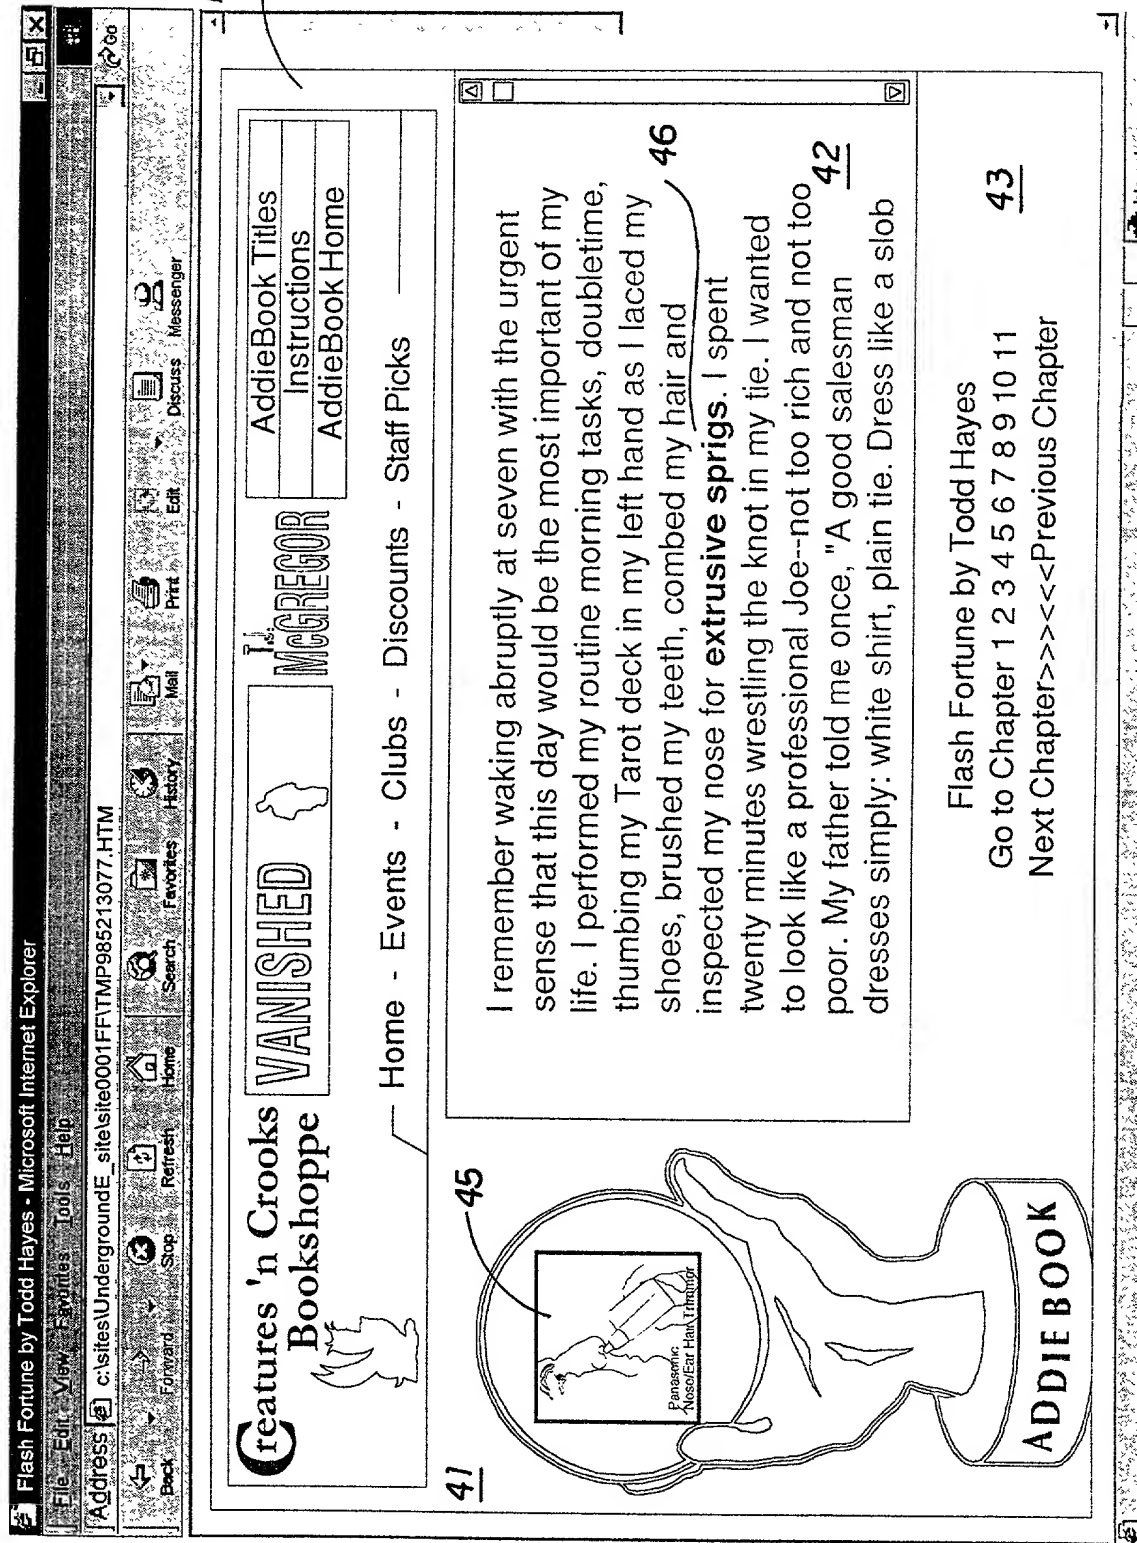 Flash Fortune by Todd Hayes - Microsoft Internet Explorer
File Edit View Favorites Tools Help
Address c:\sites\UndergroundE_site\site0001FF\TMP985213077.HTM
Go
Back Forward Stop Refresh Home Search Favorites History Mail Print Edit Discuss Messenger
Creatures 'n Crooks
Bookshoppe
VANISHED
T.J.
McGREGOR
AddieBook Titles
Instructions
AddieBook Home
Home - Events - Clubs - Discounts - Staff Picks
41
45
Panasonic
Nose/Ear Hair Trimmer
ADDIEBOOK
I remember waking abruptly at seven with the urgent
sense that this day would be the most important of my
life. I performed my routine morning tasks, doubletime,
thumbing my Tarot deck in my left hand as I laced my
shoes, brushed my teeth, combed my hair and
inspected my nose for extrusive sprigs. I spent
twenty minutes wrestling the knot in my tie. I wanted
to look like a professional Joe--not too rich and not too
poor. My father told me once, "A good salesman
dresses simply: white shirt, plain tie. Dress like a slob
46
42
Flash Fortune by Todd Hayes
Go to Chapter 1 2 3 4 5 6 7 8 9 10 11
Next Chapter>>><<<Previous Chapter
43